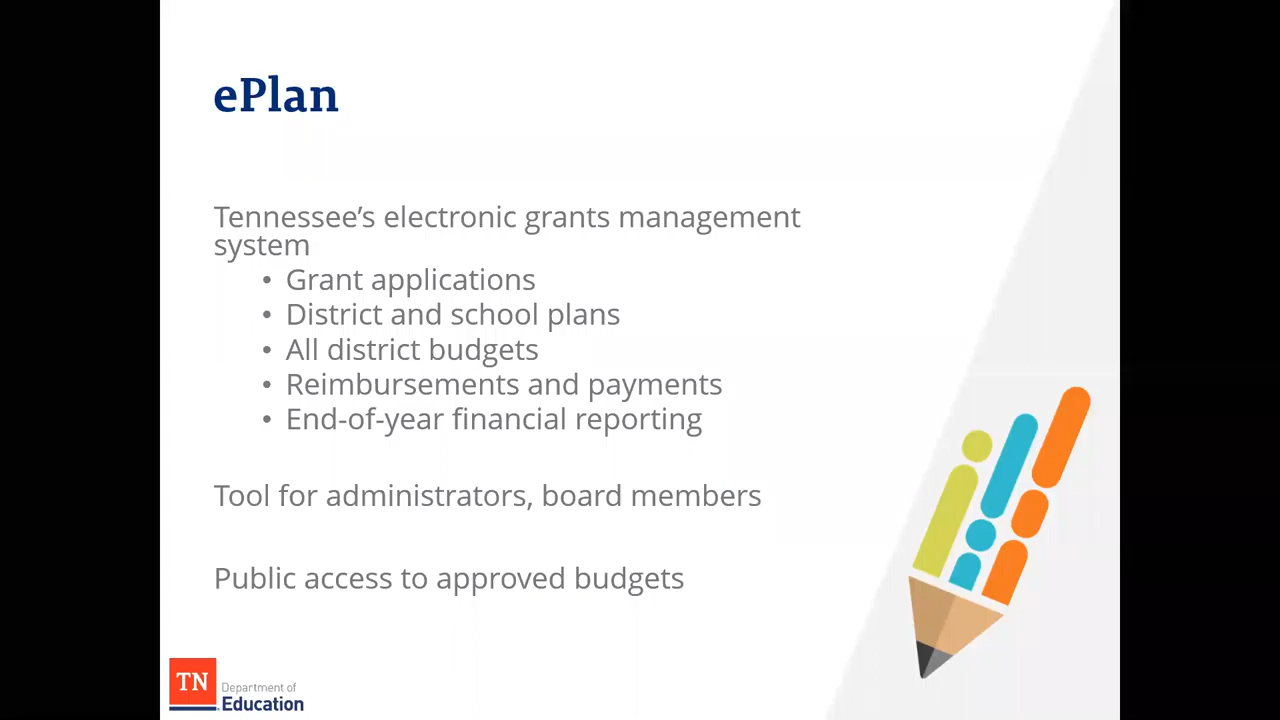 ePlan
Tennessee’s electronic grants management
system
• Grant applications
• District and school plans
• All district budgets
• Reimbursements and payments
• End-of-year financial reporting
Tool for administrators, board members
Public access to approved budgets
TN
Department of
Education